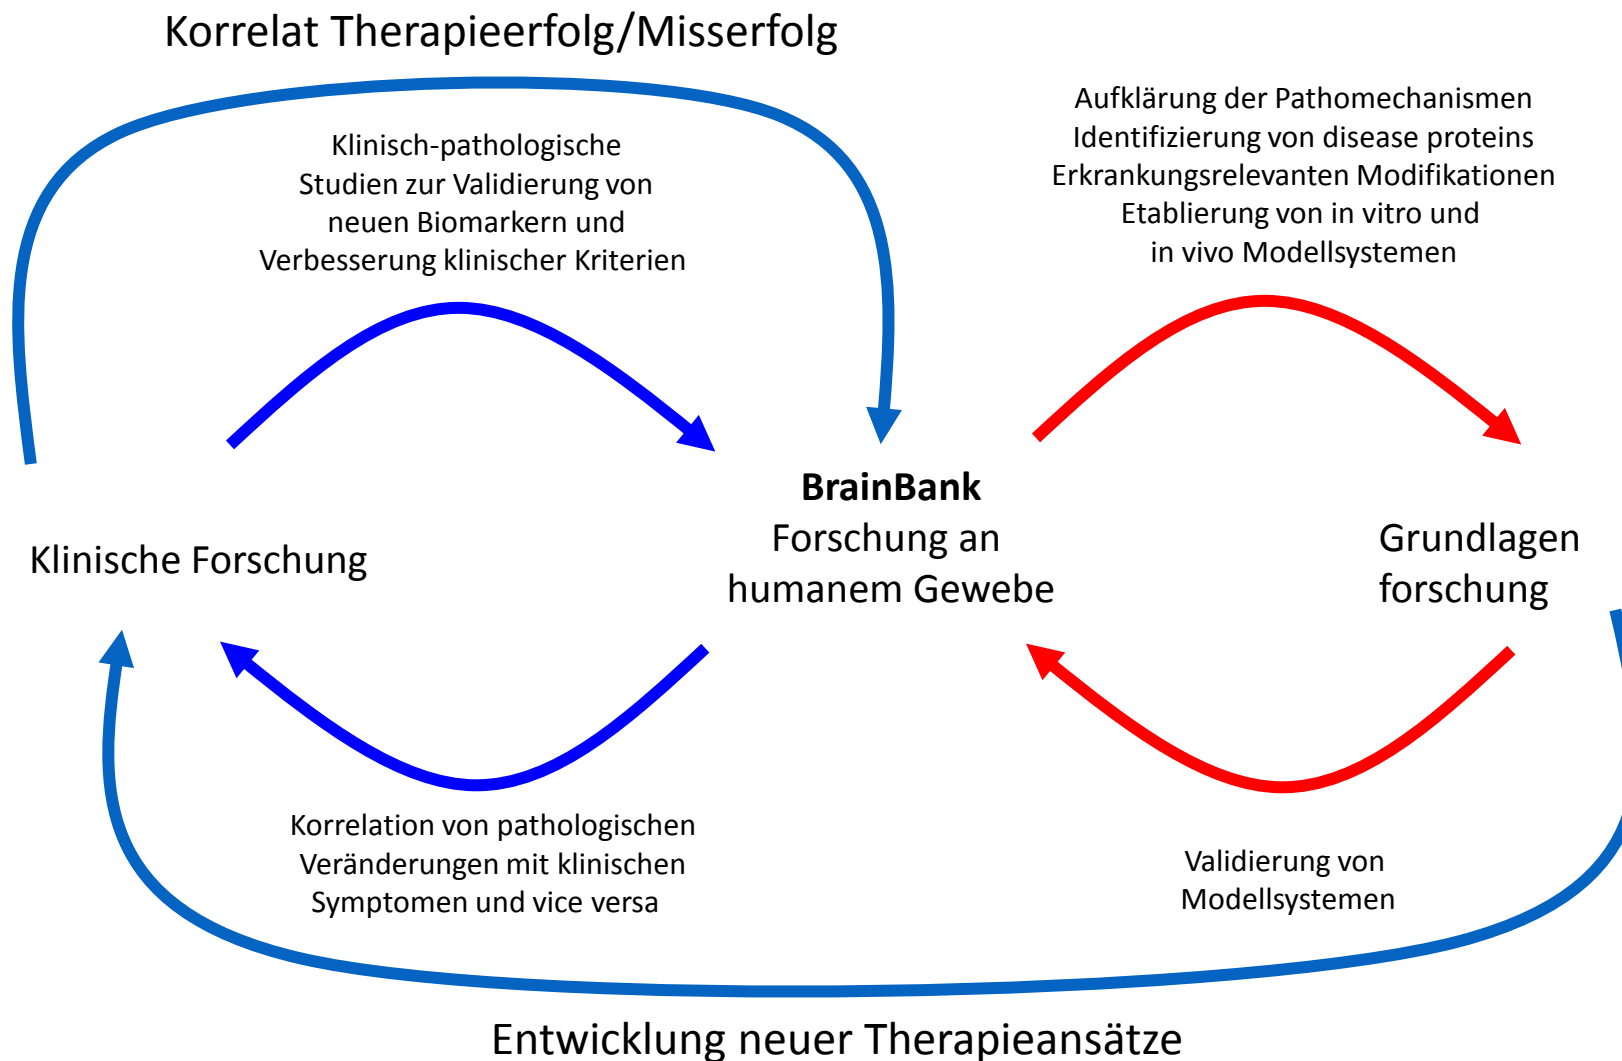 Korrelat Therapieerfolg/Misserfolg
Klinisch-pathologische
Studien zur Validierung von
neuen Biomarkern und
Verbesserung klinischer Kriterien
Aufklärung der Pathomechanismen
Identifizierung von disease proteins
Erkrankungsrelevanten Modifikationen
Etablierung von in vitro und
in vivo Modellsystemen
Klinische Forschung
BrainBank
Forschung an
humanem Gewebe
Grundlagen
forschung
Korrelation von pathologischen
Veränderungen mit klinischen
Symptomen und vice versa
Validierung von
Modellsystemen
Entwicklung neuer Therapieansätze